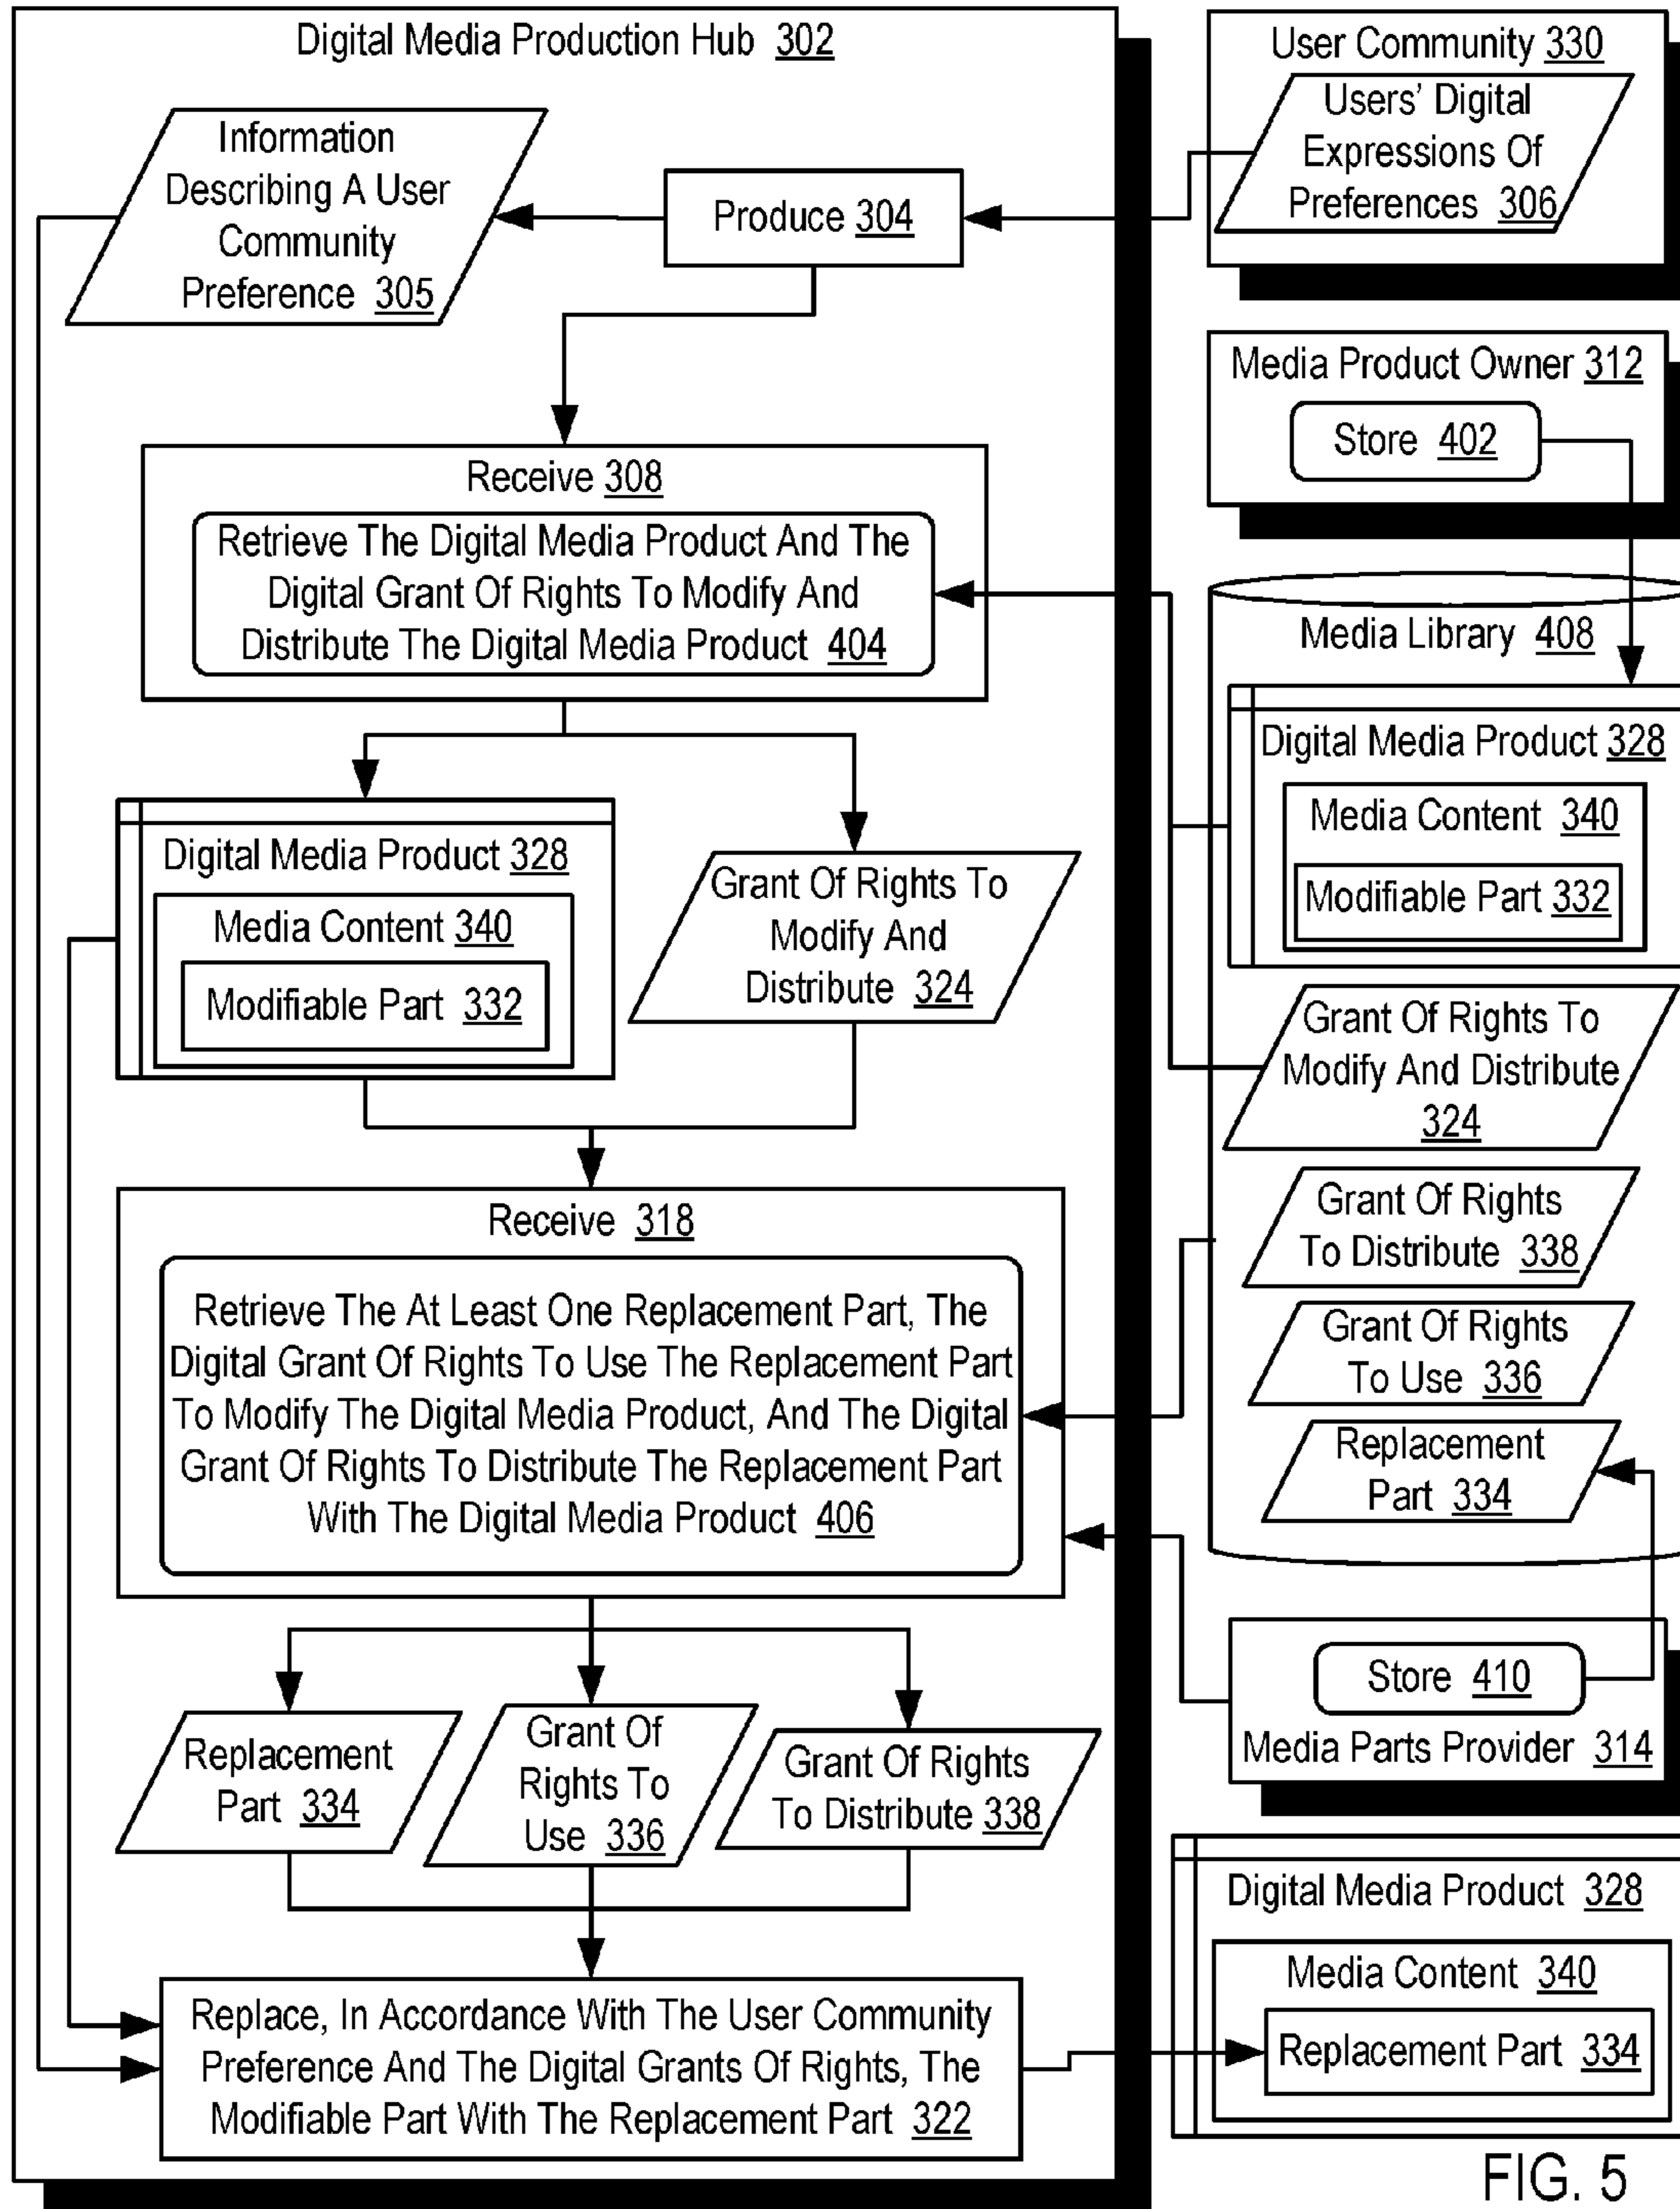 Digital Media Production Hub 302
Information
Describing A User
Community
Preference 305
Produce 304
Receive 308
Retrieve The Digital Media Product And The
Digital Grant Of Rights To Modify And
Distribute The Digital Media Product 404
Digital Media Product 328
Media Content 340
Modifiable Part 332
Grant Of Rights To
Modify And
Distribute 324
Receive 318
Retrieve The At Least One Replacement Part, The
Digital Grant Of Rights To Use The Replacement Part
To Modify The Digital Media Product, And The Digital
Grant Of Rights To Distribute The Replacement Part
With The Digital Media Product 406
Replacement
Part 334
Grant Of
Rights To
Use 336
Grant Of Rights
To Distribute 338
Replace, In Accordance With The User Community
Preference And The Digital Grants Of Rights, The
Modifiable Part With The Replacement Part 322
User Community 330
Users' Digital
Expressions Of
Preferences 306
Media Product Owner 312
Store 402
Media Library 408
Digital Media Product 328
Media Content 340
Modifiable Part 332
Grant Of Rights To
Modify And Distribute
324
Grant Of Rights
To Distribute 338
Grant Of Rights
To Use 336
Replacement
Part 334
Store 410
Media Parts Provider 314
Digital Media Product 328
Media Content 340
Replacement Part 334
FIG. 5